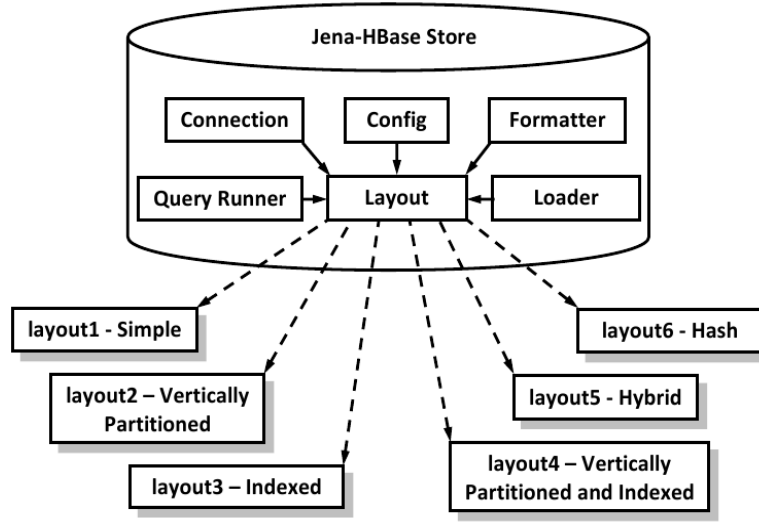 Jena-HBase Store
Connection
Config
Formatter
Query Runner
Layout
Loader
layout1 - Simple
layout6 - Hash
layout2 – Vertically
Partitioned
layout5 - Hybrid
layout3 – Indexed
layout4 – Vertically
Partitioned and Indexed